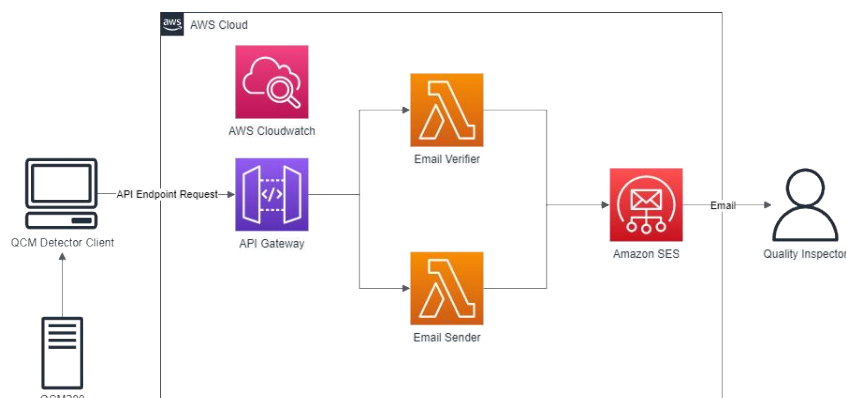 aws
AWS Cloud
AWS Cloudwatch
Email Verifier
API Endpoint Request
</>
QCM Detector Client
API Gateway
Email
Amazon SES
Quality Inspector
Email Sender